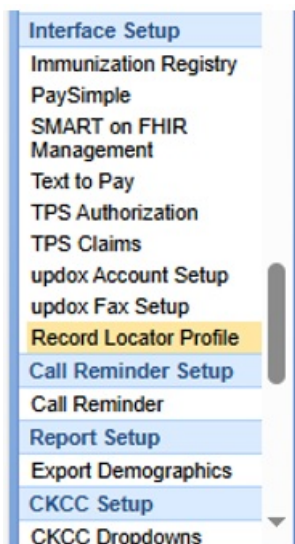 Interface Setup
Immunization Registry
PaySimple
SMART on FHIR
Management
Text to Pay
TPS Authorization
TPS Claims
updox Account Setup
updox Fax Setup
Record Locator Profile
Call Reminder Setup
Call Reminder
Report Setup
Export Demographics
CKCC Setup
CKCC Dropdowns